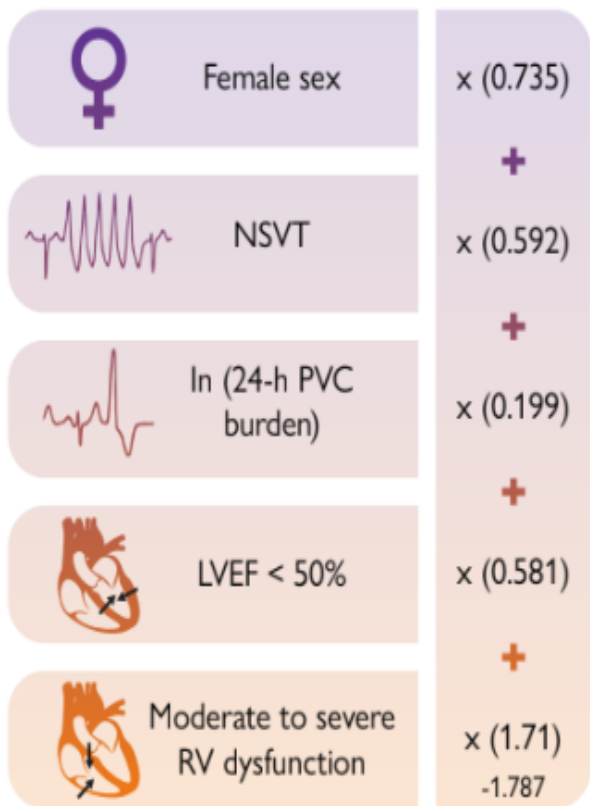 Female sex x (0.735)
+
NSVT x (0.592)
+
In (24-h PVC
burden) x (0.199)
+
LVEF < 50% x (0.581)
+
Moderate to severe
RV dysfunction x (1.71)
-1.787